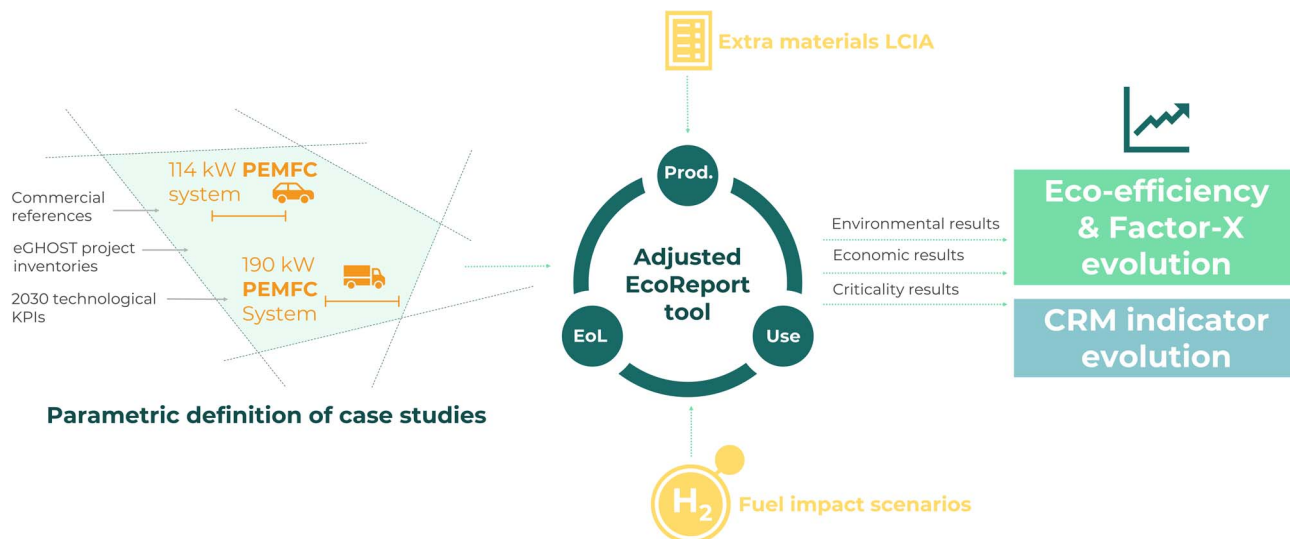 Extra materials LCIA
114 kW PEMFC
system
Commercial
references
eGHOST project
inventories
2030 technological
KPIs
190 kW
PEMFC
System
Parametric definition of case studies
Prod.
Adjusted
EcoReport
tool
EoL
Use
Environmental results
Economic results
Criticality results
Eco-efficiency
& Factor-X
evolution
CRM indicator
evolution
H₂
Fuel impact scenarios